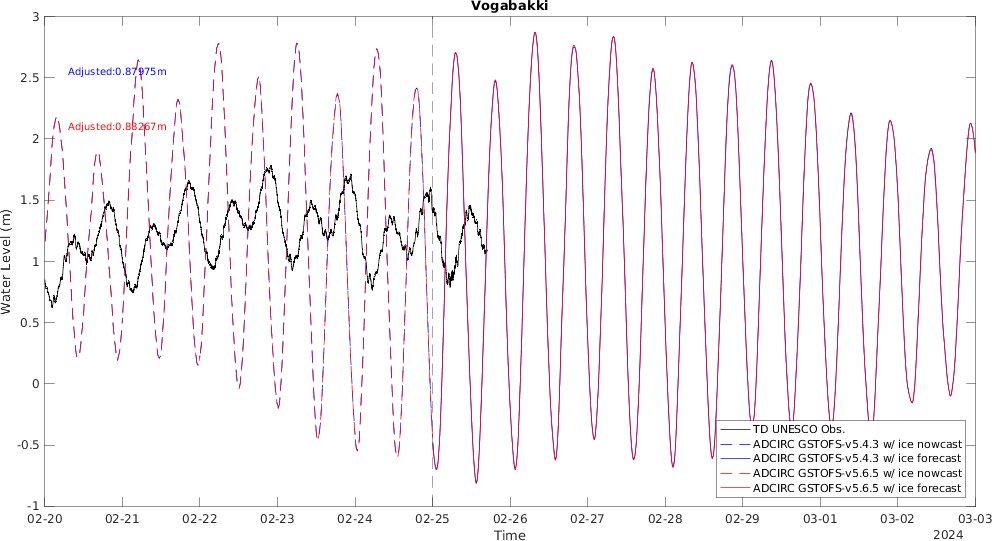 Vogabakki
3
2.5
2
1.5
1
0.5
0
-0.5
-1
Water Level (m)
Adjusted:0.87975m
Adjusted:0.88267m
02-20 02-21 02-22 02-23 02-24 02-25 02-26 02-27 02-28 02-29 03-01 03-02 03-03
Time
2024
TD UNESCO Obs.
ADCIRC GSTOFS-v5.4.3 w/ ice nowcast
ADCIRC GSTOFS-v5.4.3 w/ ice forecast
ADCIRC GSTOFS-v5.6.5 w/ ice nowcast
ADCIRC GSTOFS-v5.6.5 w/ ice forecast